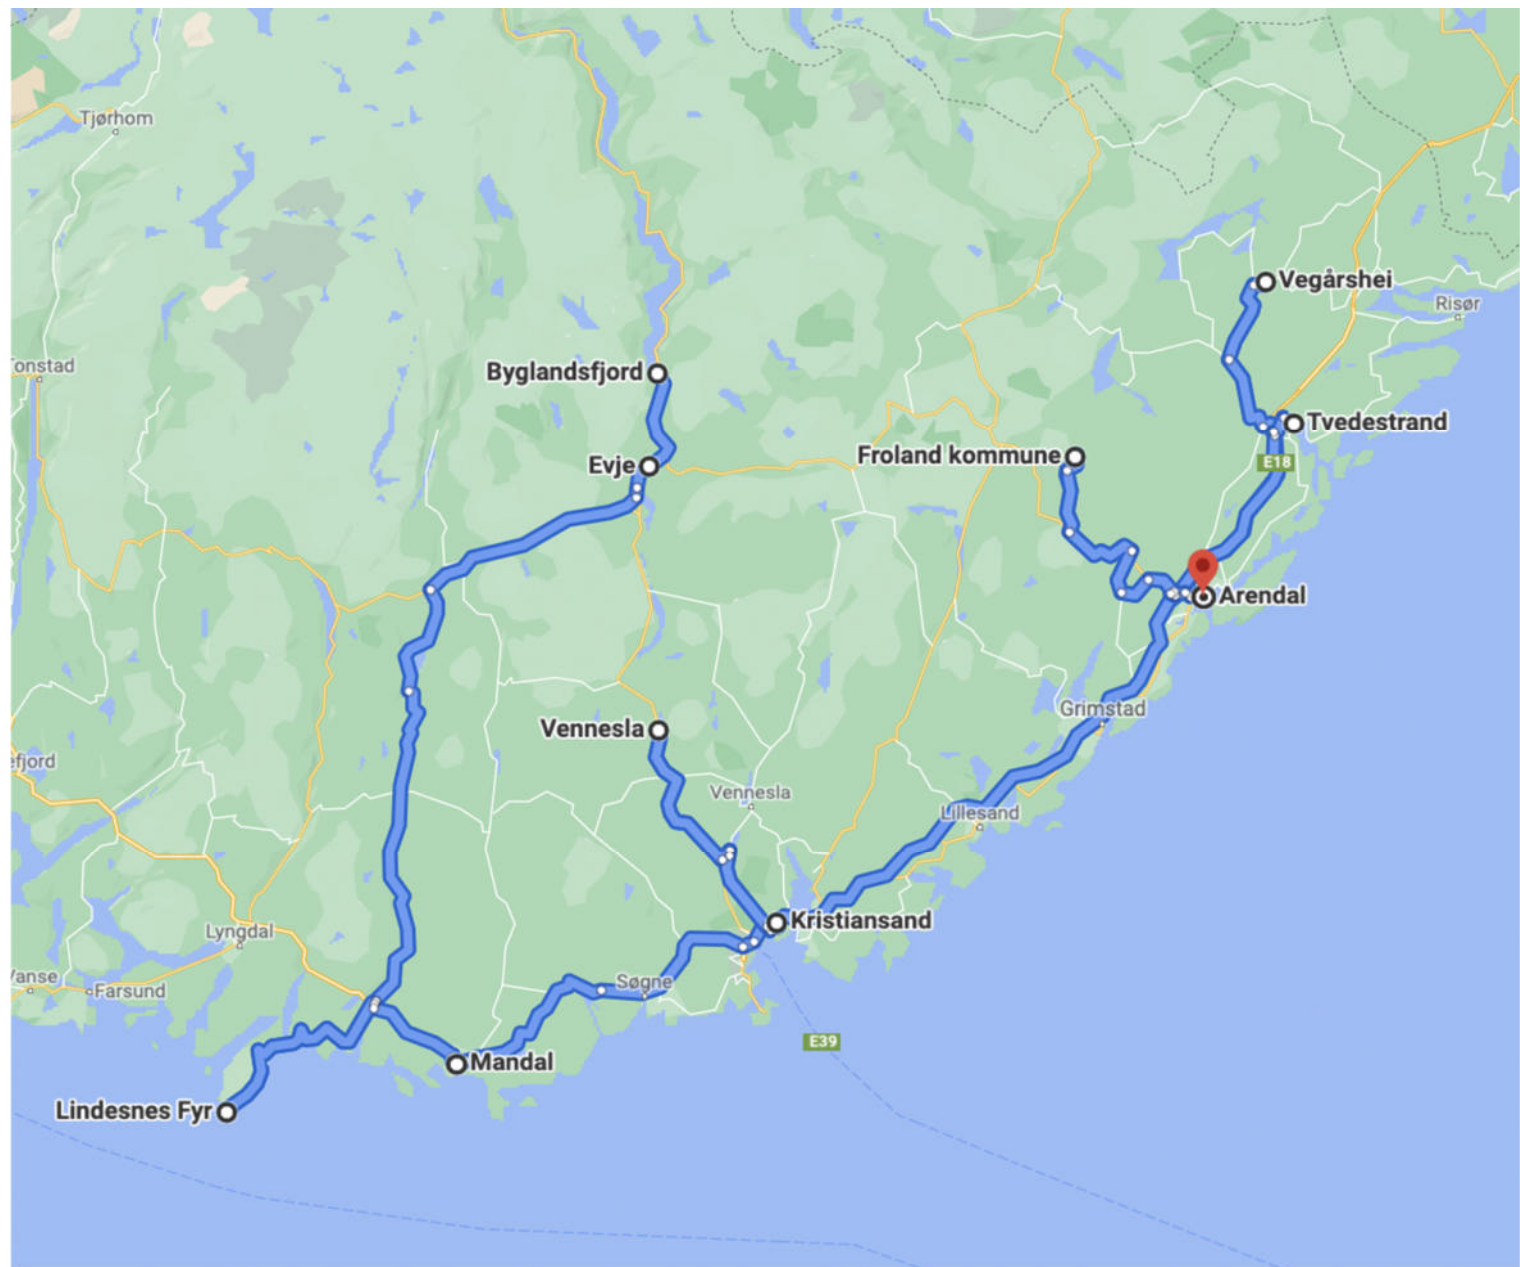 Tjørhom
Vegårshei
Risør
onstad
Byglandsfjord
Tvedestrand
Froland kommune
Evje
E18
Arendal
Grimstad
Vennesla
efjord
Vennesla
Lillesand
Kristiansand
Lyngdal
Vanse
Farsund
Søgne
E39
Mandal
Lindesnes Fyr